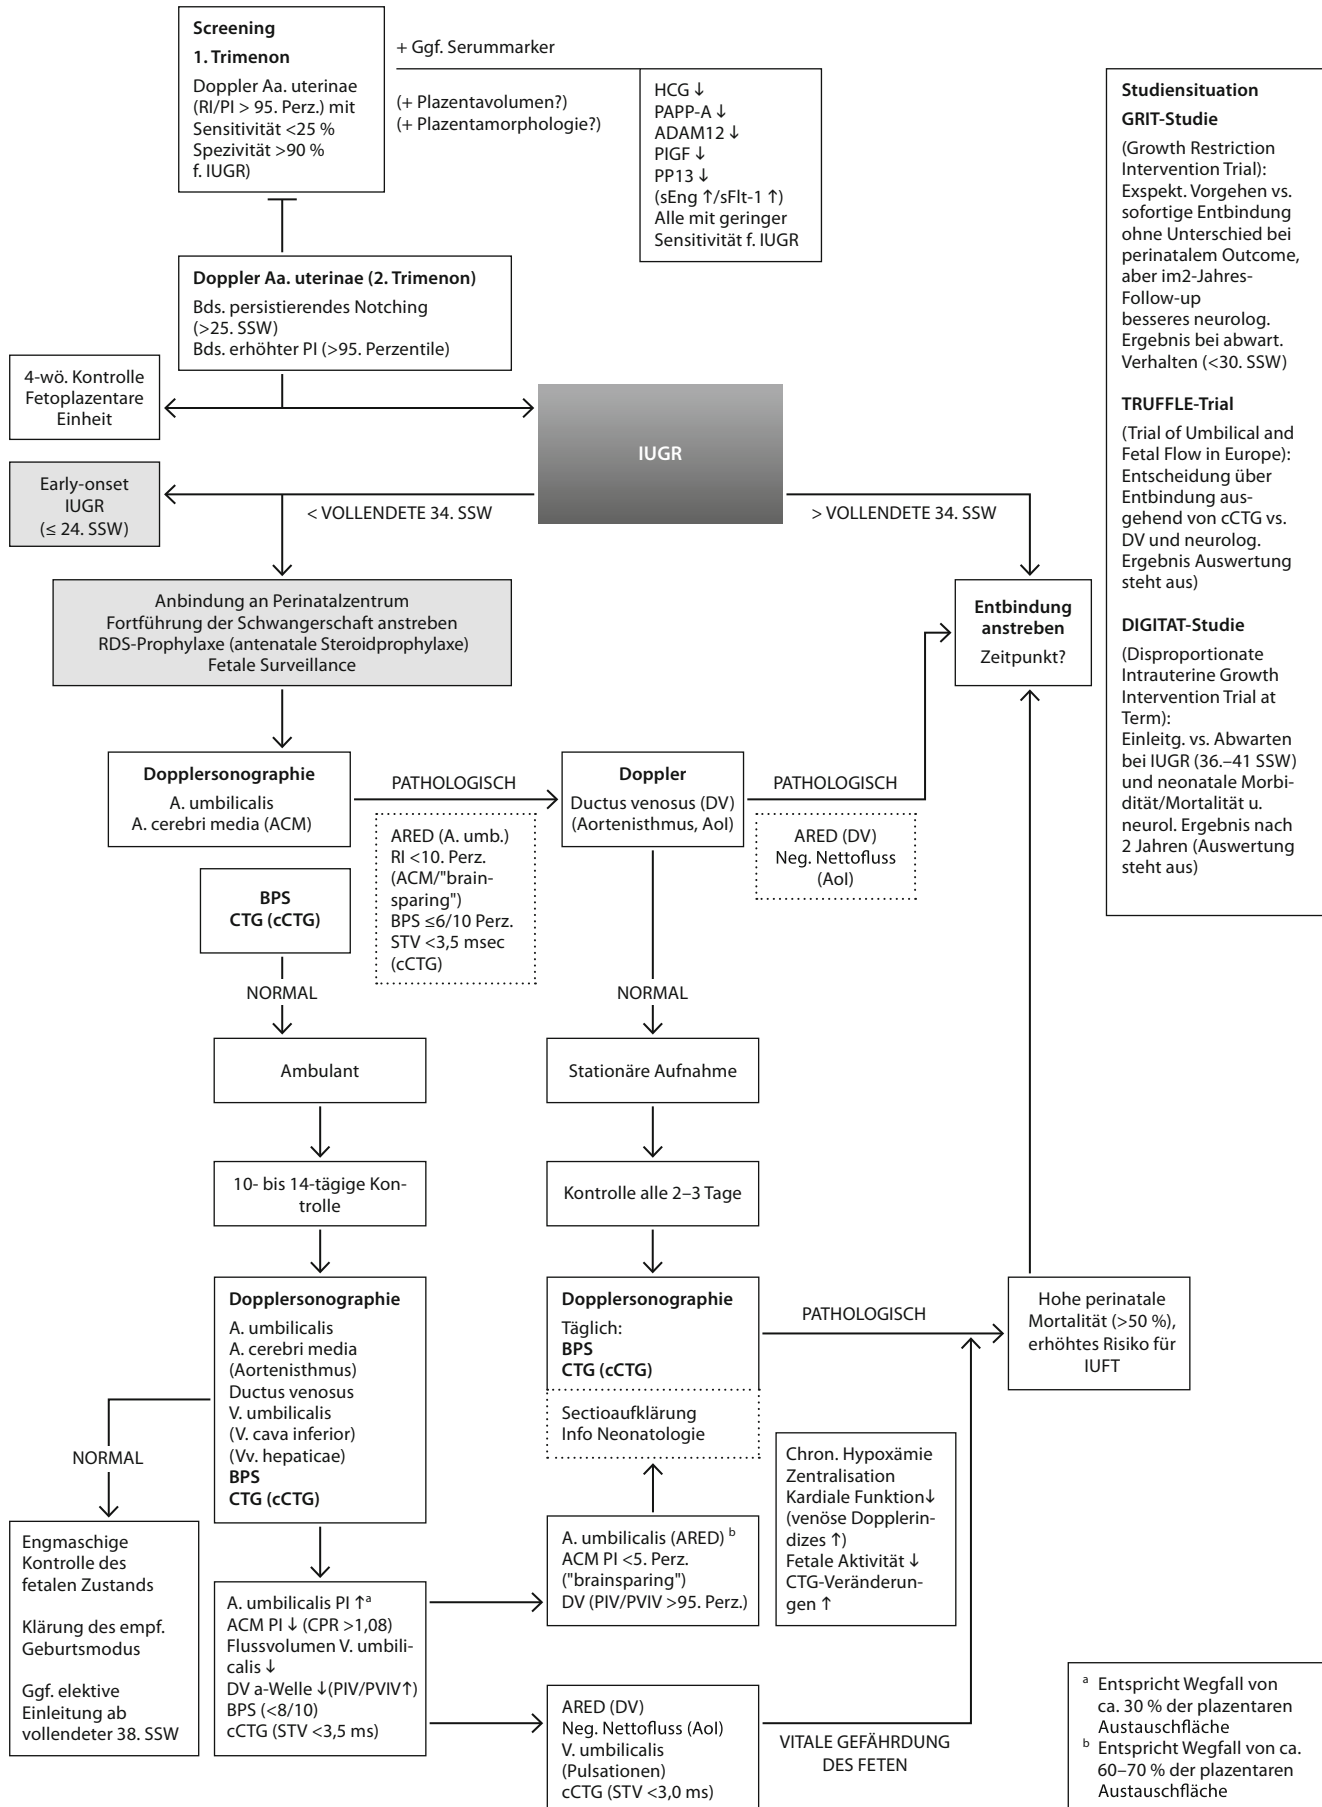 Screening
1. Trimenon
Doppler Aa. uterinae
(RI/PI > 95. Perz.) mit
Sensitivität <25 %
Spezivität >90 %
f. IUGR)
+ Ggf. Serummarker
(+ Plazentavolumen?)
(+ Plazentamorphologie?)
HCG ↓
PAPP-A ↓
ADAM12 ↓
PIGF ↓
PP13 ↓
(sEng ↑/sFlt-1 ↑)
Alle mit geringer
Sensitivität f. IUGR
Doppler Aa. uterinae (2. Trimenon)
Bds. persistierendes Notching
(>25. SSW)
Bds. erhöhter PI (>95. Perzentile)
4-wö. Kontrolle
Fetoplazentare
Einheit
IUGR
Early-onset
IUGR
(≤ 24. SSW)
< VOLLENDETE 34. SSW
> VOLLENDETE 34. SSW
Anbindung an Perinatalzentrum
Fortführung der Schwangerschaft anstreben
RDS-Prophylaxe (antenatale Steroidprophylaxe)
Fetale Surveillance
Entbindung
anstreben
Zeitpunkt?
Dopplersonographie
A. umbilicalis
A. cerebri media (ACM)
PATHOLOGISCH
ARED (A. umb.)
RI <10. Perz.
(ACM/"brain-
sparing")
BPS ≤6/10 Perz.
STV <3,5 msec
(cCTG)
Doppler
Ductus venosus (DV)
(Aortenisthmus, AoI)
PATHOLOGISCH
ARED (DV)
Neg. Nettofluss
(AoI)
BPS
CTG (cCTG)
NORMAL
NORMAL
Ambulant
Stationäre Aufnahme
10- bis 14-tägige Kon-
trolle
Kontrolle alle 2–3 Tage
Dopplersonographie
A. umbilicalis
A. cerebri media
(Aortenisthmus)
Ductus venosus
V. umbilicalis
(V. cava inferior)
(Vv. hepaticae)
BPS
CTG (cCTG)
Dopplersonographie
Täglich:
BPS
CTG (cCTG)
Sectioaufklärung
Info Neonatologie
PATHOLOGISCH
Hohe perinatale
Mortalität (>50 %),
erhöhtes Risiko für
IUFT
NORMAL
Engmaschige
Kontrolle des
fetalen Zustands
Klärung des empf.
Geburtsmodus
Ggf. elektive
Einleitung ab
vollendeter 38. SSW
A. umbilicalis PI ↑a
ACM PI ↓ (CPR >1,08)
Flussvolumen V. umbili-
calis ↓
DV a-Welle ↓(PIV/PVIV↑)
BPS (<8/10)
cCTG (STV <3,5 ms)
A. umbilicalis (ARED) b
ACM PI <5. Perz.
("brainsparing")
DV (PIV/PVIV >95. Perz.)
Chron. Hypoxämie
Zentralisation
Kardiale Funktion↓
(venöse Dopplerin-
dizes ↑)
Fetale Aktivität ↓
CTG-Veränderun-
gen ↑
ARED (DV)
Neg. Nettofluss (AoI)
V. umbilicalis
(Pulsationen)
cCTG (STV <3,0 ms)
VITALE GEFÄHRDUNG
DES FETEN
Studiensituation
GRIT-Studie
(Growth Restriction
Intervention Trial):
Exspekt. Vorgehen vs.
sofortige Entbindung
ohne Unterschied bei
perinatalem Outcome,
aber im2-Jahres-
Follow-up
besseres neurolog.
Ergebnis bei abwart.
Verhalten (<30. SSW)
TRUFFLE-Trial
(Trial of Umbilical and
Fetal Flow in Europe):
Entscheidung über
Entbindung aus-
gehend von cCTG vs.
DV und neurolog.
Ergebnis Auswertung
steht aus)
DIGITAT-Studie
(Disproportionate
Intrauterine Growth
Intervention Trial at
Term):
Einleitg. vs. Abwarten
bei IUGR (36.–41 SSW)
und neonatale Morbi-
dität/Mortalität u.
neurol. Ergebnis nach
2 Jahren (Auswertung
steht aus)
a Entspricht Wegfall von
ca. 30 % der plazentaren
Austauschfläche
b Entspricht Wegfall von ca.
60–70 % der plazentaren
Austauschfläche